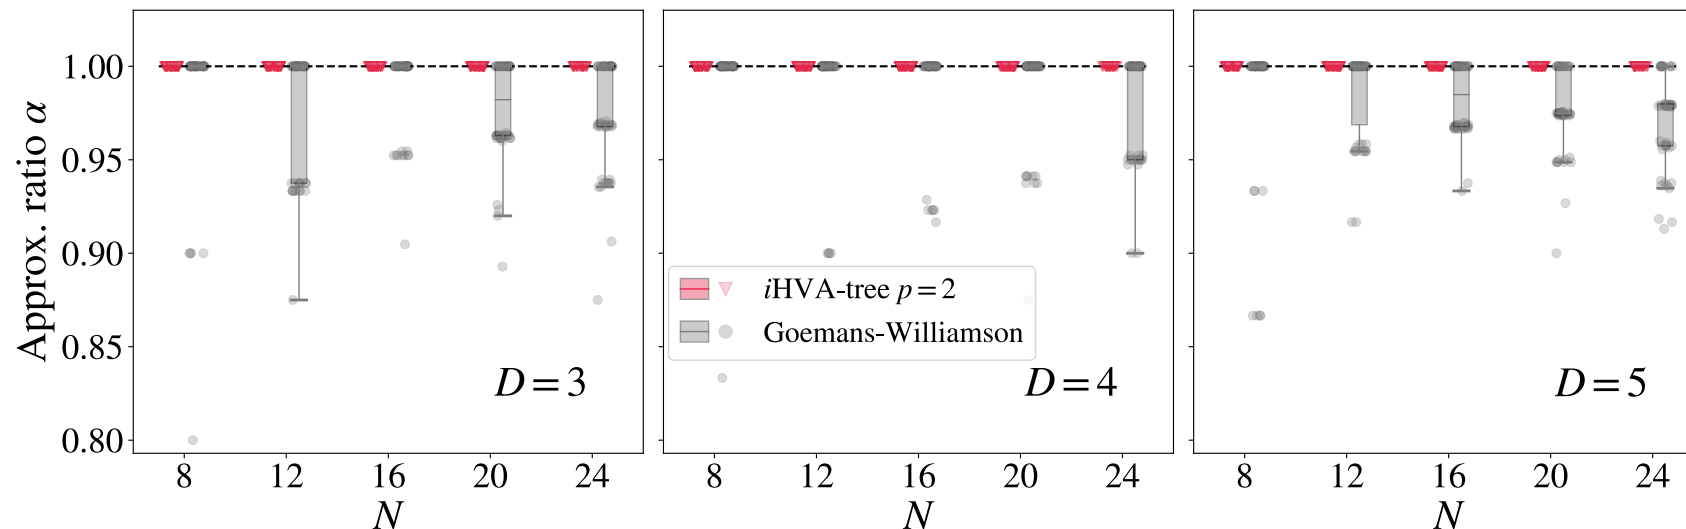 Approx. ratio α
1.00
0.95
0.90
0.85
0.80
8 12 16 20 24
N
D = 3
8 12 16 20 24
N
D = 4
iHVA-tree p = 2
Goemans-Williamson
8 12 16 20 24
N
D = 5